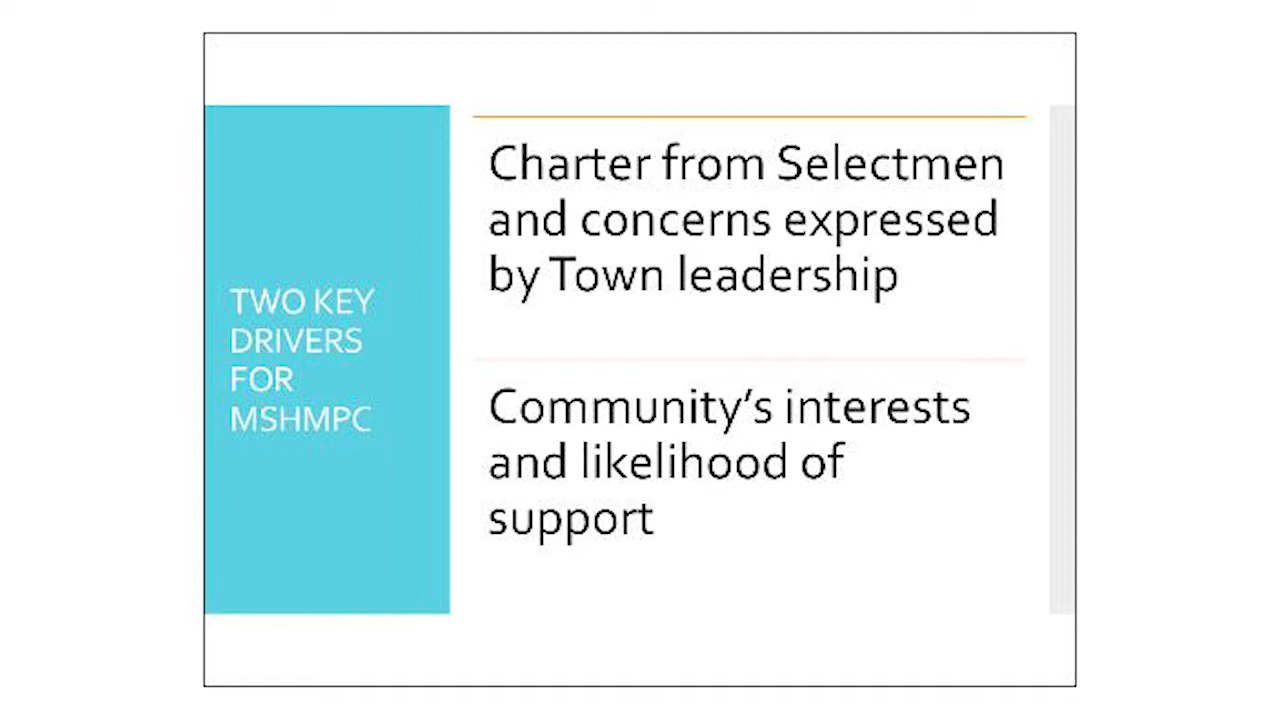 TWO KEY
DRIVERS
FOR
MSHMPC
Charter from Selectmen
and concerns expressed
by Town leadership
Community’s interests
and likelihood of
support